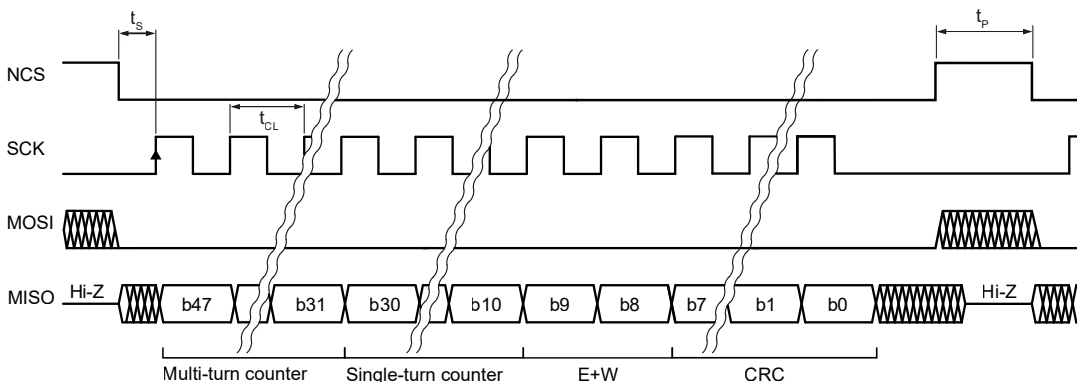 tS
tP
NCS
tCL
SCK
MOSI
MISO Hi-Z b47 b31 b30 b10 b9 b8 b7 b1 b0 Hi-Z
Multi-turn counter Single-turn counter E+W CRC